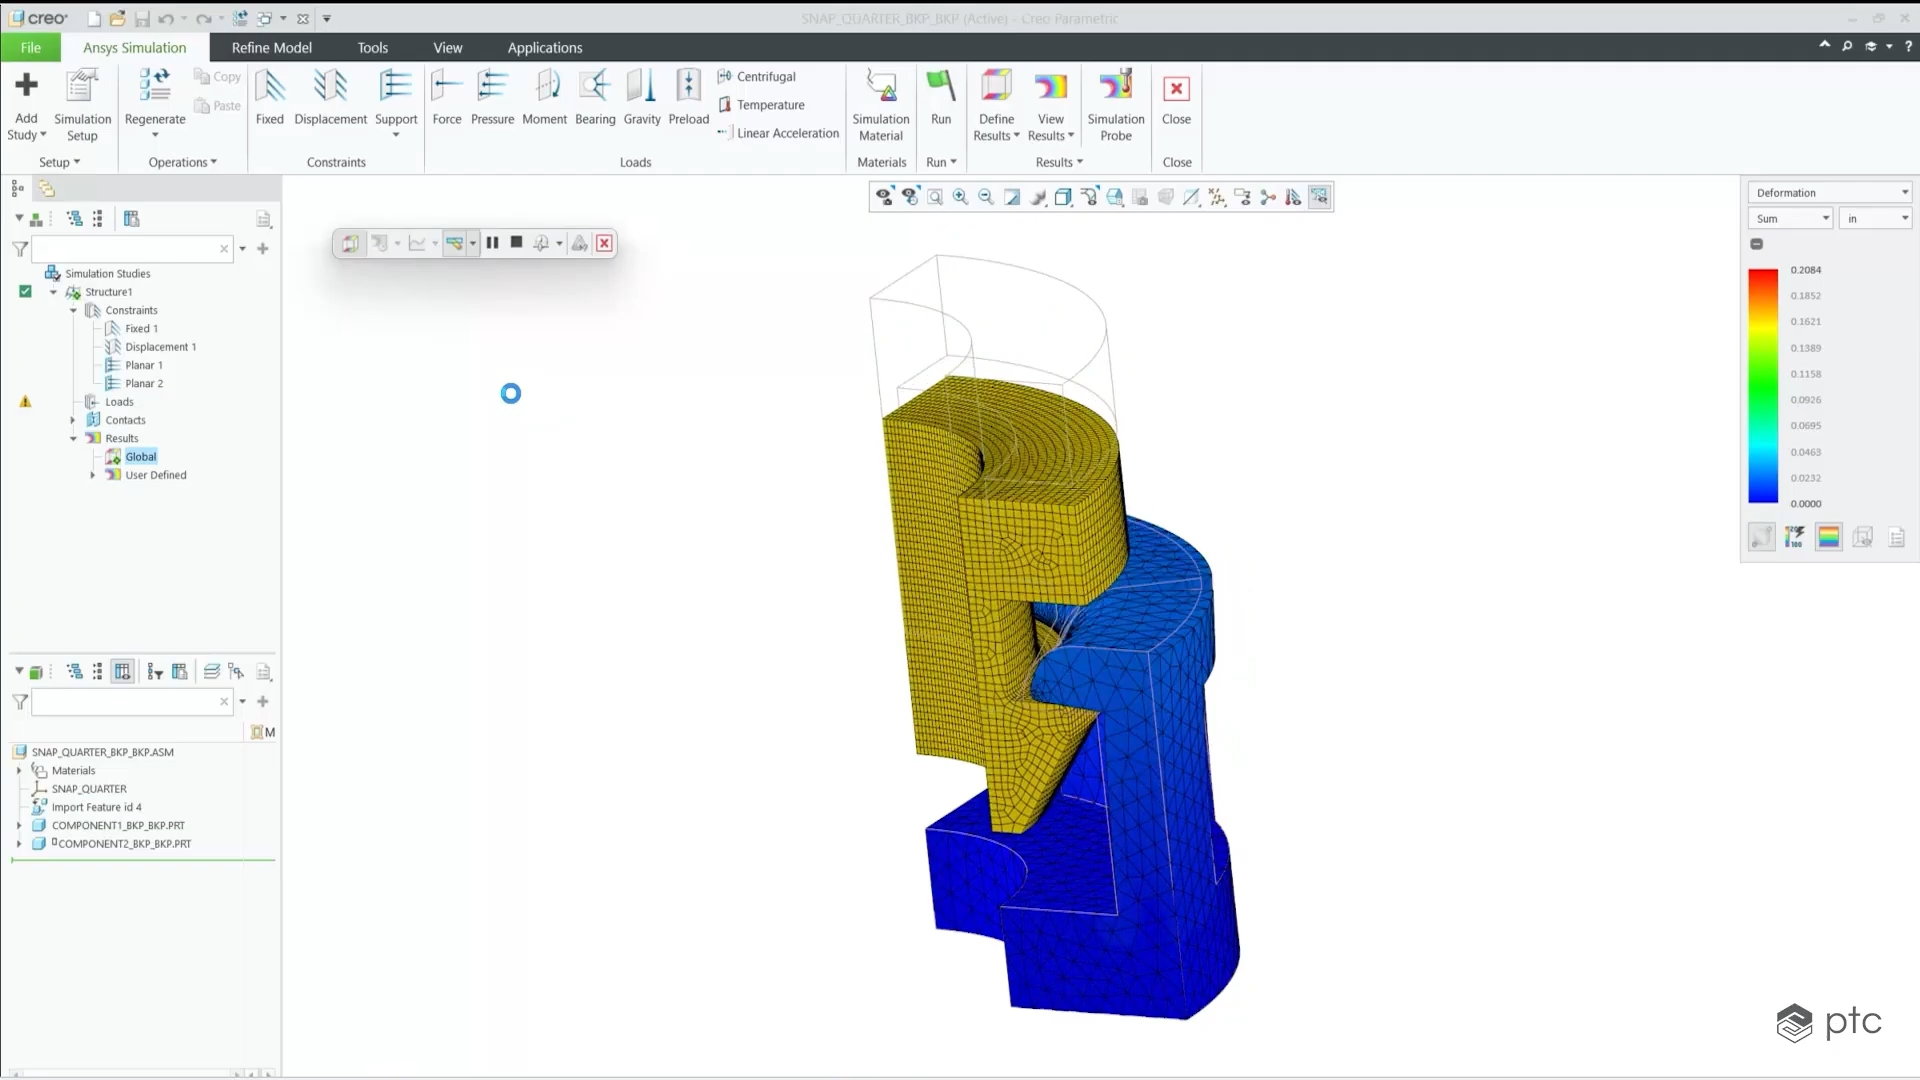 creo
SNAP_QUARTER_BKP_BKP (Active) - Creo Parametric
File
Ansys Simulation
Refine Model
Tools
View
Applications
?
Add
Study
Simulation
Setup
Regenerate
Copy
Paste
Fixed
Displacement
Support
Force
Pressure
Moment
Bearing
Gravity
Preload
Centrifugal
Temperature
Linear Acceleration
Simulation
Material
Run
Define
Results
View
Results
Simulation
Probe
Close
Setup
Operations
Constraints
Loads
Materials
Run
Results
Close
Deformation
Sum
in
0.2084
0.1852
0.1621
0.1389
0.1158
0.0926
0.0695
0.0463
0.0232
0.0000
Simulation Studies
Structure1
Constraints
Fixed 1
Displacement 1
Planar 1
Planar 2
Loads
Contacts
Results
Global
User Defined
M
SNAP_QUARTER_BKP_BKP.ASM
Materials
SNAP_QUARTER
Import Feature id 4
COMPONENT1_BKP_BKP.PRT
COMPONENT2_BKP_BKP.PRT
ptc